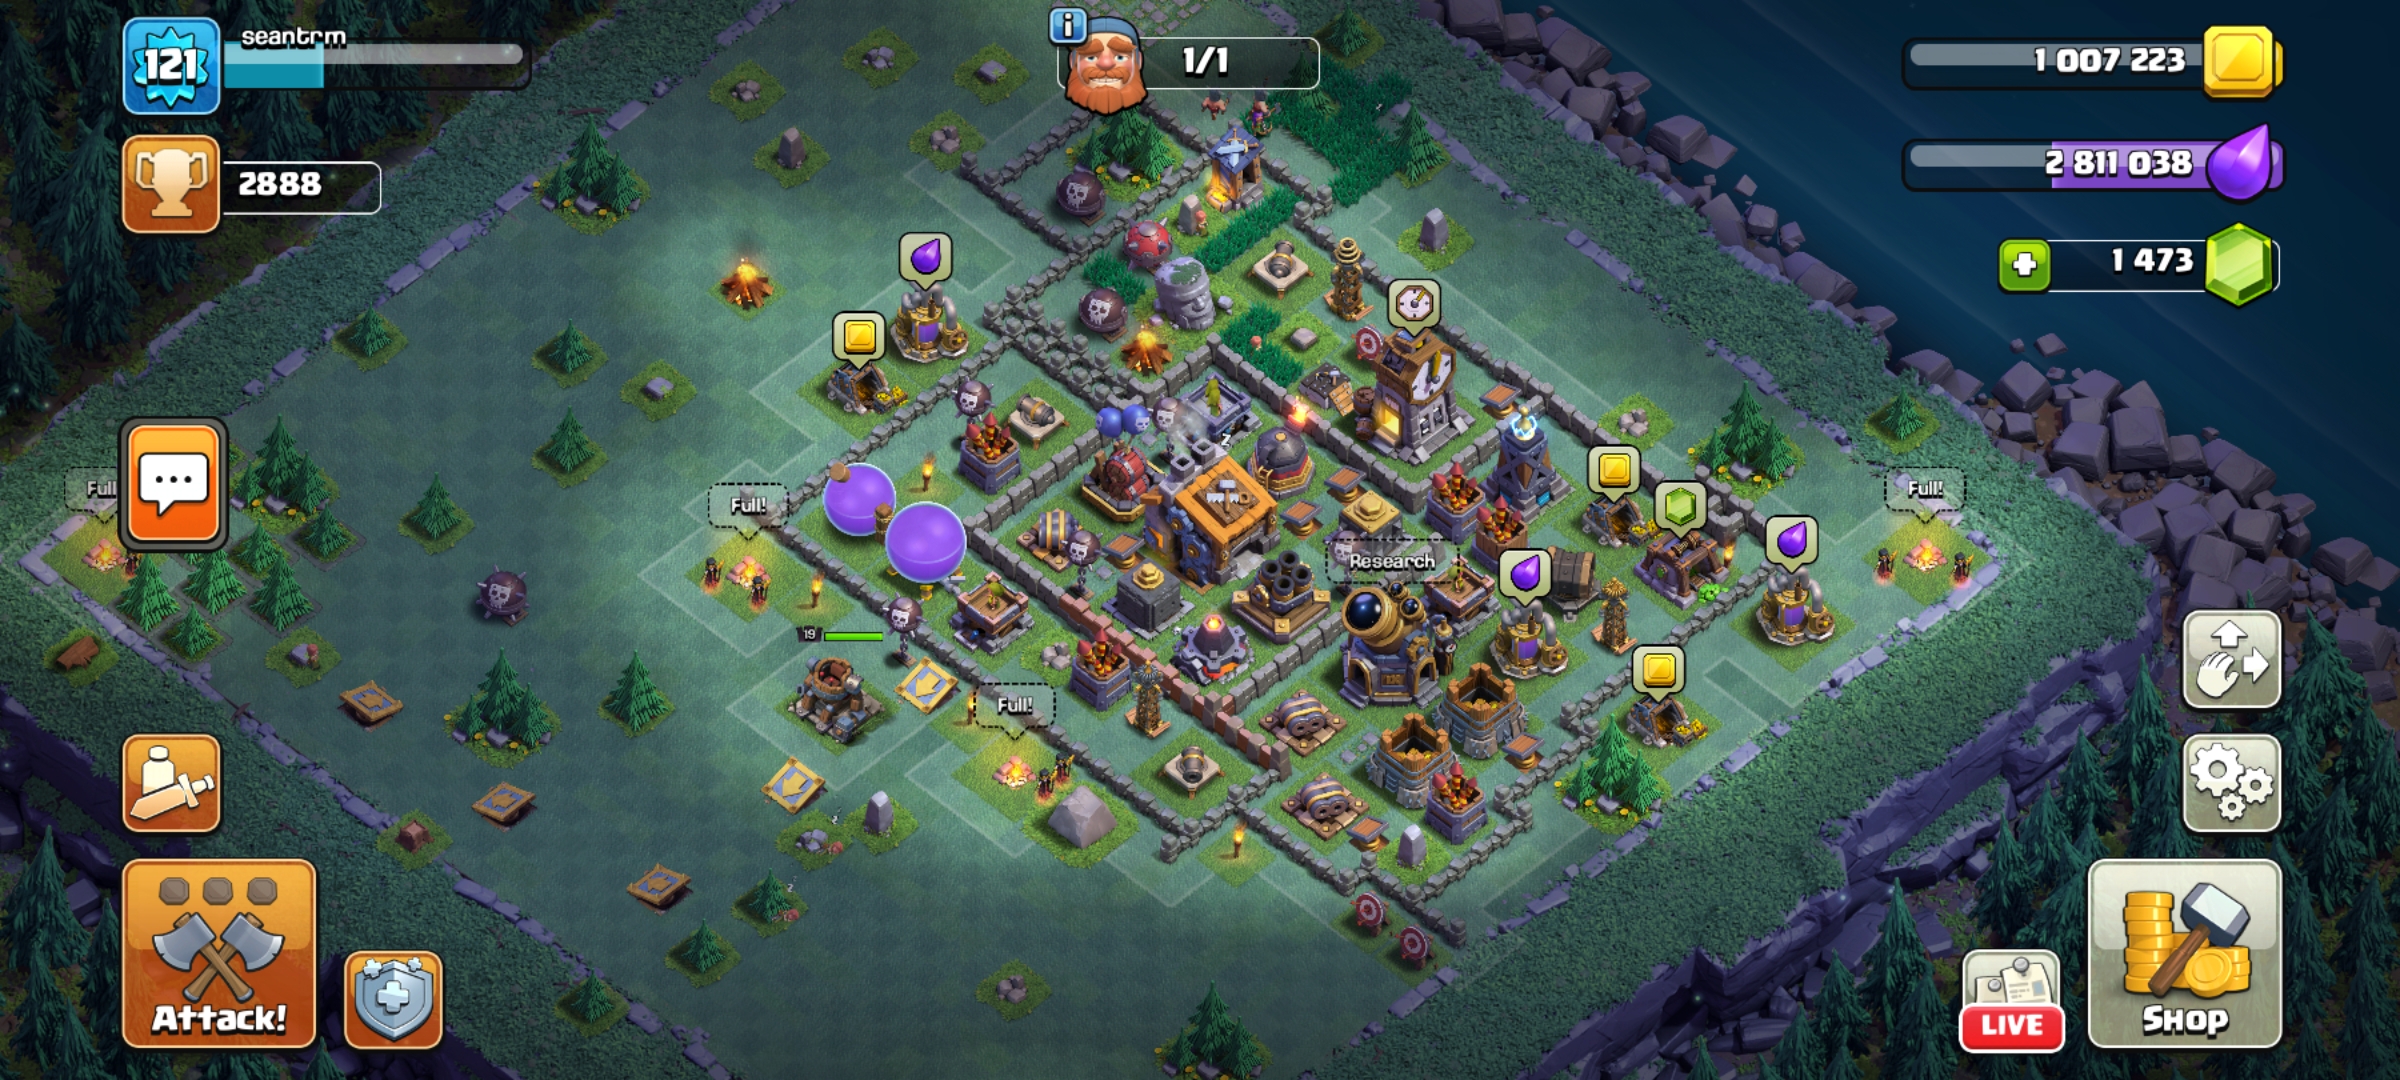 seantrm
121
1/1
1 007 223
2888
2 811 038
1 473
Full!
Full!
Full!
Research
19
Full!
Attack!
LIVE
Shop